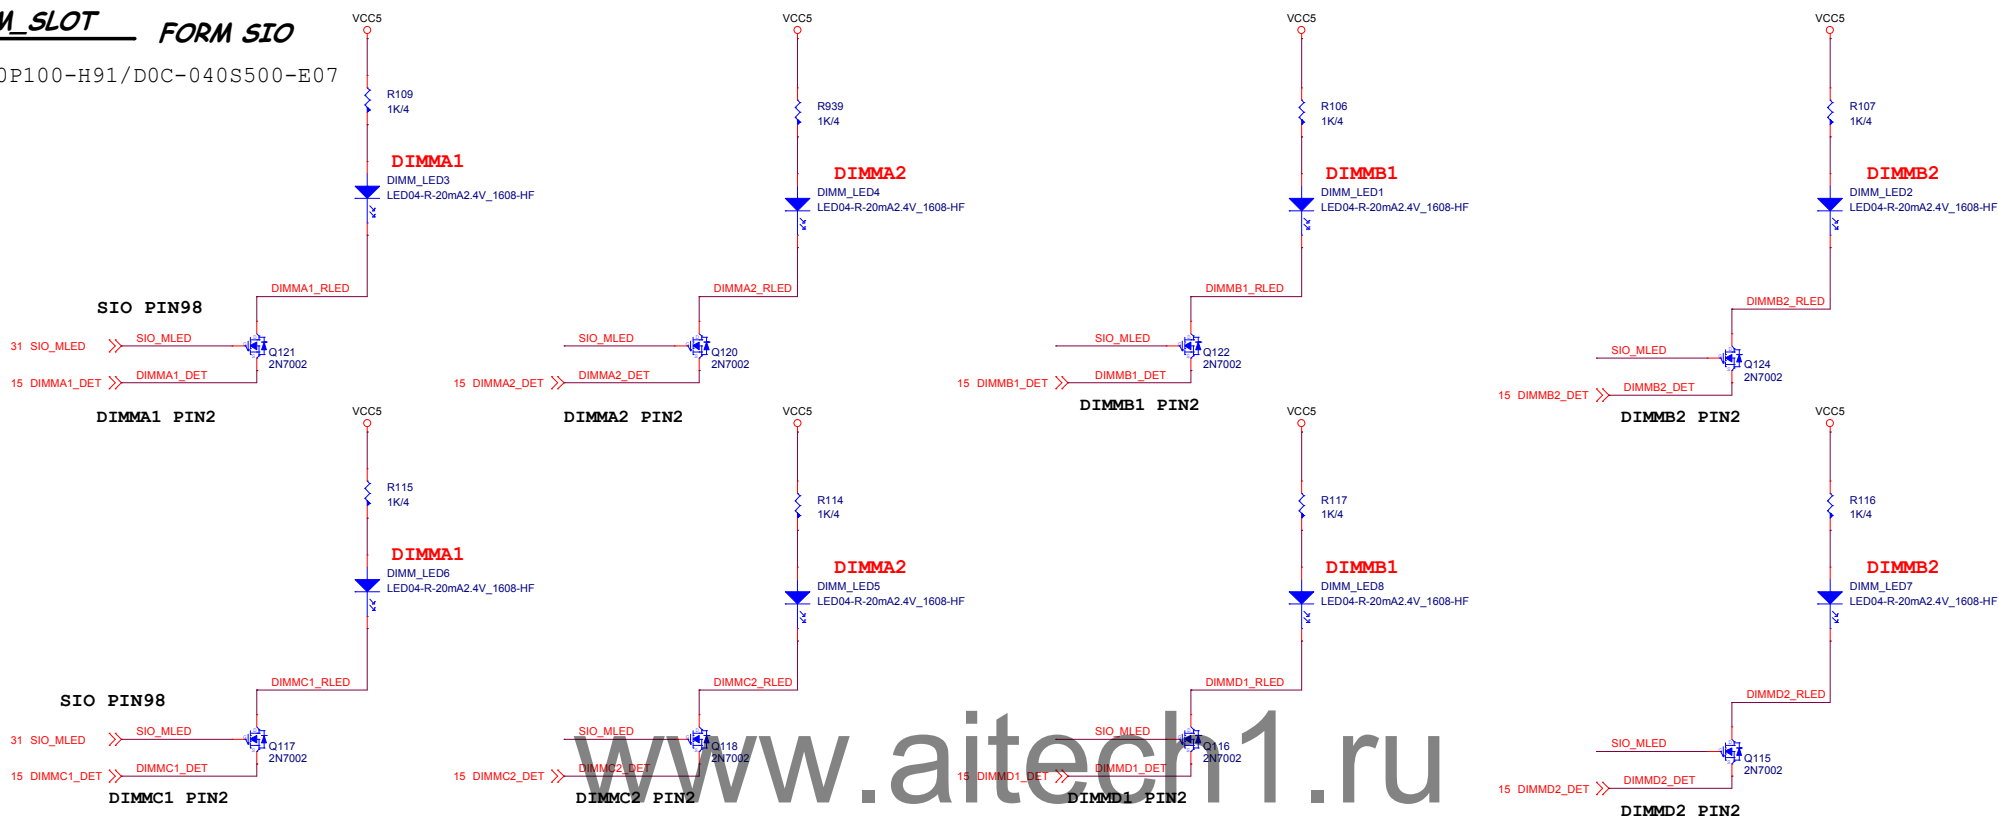 M_SLOT FORM SIO
0P100-H91/D0C-040S500-E07
VCC5
R109
1K/4
DIMMA1
DIMM_LED3
LED04-R-20mA2.4V_1608-HF
DIMMA1_RLED
SIO PIN98
31 SIO_MLED SIO_MLED
Q121
2N7002
15 DIMMA1_DET DIMMA1_DET
DIMMA1 PIN2
VCC5
R939
1K/4
DIMMA2
DIMM_LED4
LED04-R-20mA2.4V_1608-HF
DIMMA2_RLED
SIO_MLED
Q120
2N7002
15 DIMMA2_DET DIMMA2_DET
DIMMA2 PIN2
VCC5
R106
1K/4
DIMMB1
DIMM_LED1
LED04-R-20mA2.4V_1608-HF
DIMMB1_RLED
SIO_MLED
Q122
2N7002
15 DIMMB1_DET DIMMB1_DET
DIMMB1 PIN2
VCC5
R107
1K/4
DIMMB2
DIMM_LED2
LED04-R-20mA2.4V_1608-HF
DIMMB2_RLED
SIO_MLED
Q124
2N7002
15 DIMMB2_DET DIMMB2_DET
DIMMB2 PIN2
VCC5
R115
1K/4
DIMMA1
DIMM_LED6
LED04-R-20mA2.4V_1608-HF
DIMMC1_RLED
SIO PIN98
31 SIO_MLED SIO_MLED
Q117
2N7002
15 DIMMC1_DET DIMMC1_DET
DIMMC1 PIN2
VCC5
R114
1K/4
DIMMA2
DIMM_LED5
LED04-R-20mA2.4V_1608-HF
DIMMC2_RLED
SIO_MLED
Q118
2N7002
15 DIMMC2_DET DIMMC2_DET
DIMMC2 PIN2
VCC5
R117
1K/4
DIMMB1
DIMM_LED8
LED04-R-20mA2.4V_1608-HF
DIMMD1_RLED
SIO_MLED
Q116
2N7002
15 DIMMD1_DET DIMMD1_DET
DIMMD1 PIN2
VCC5
R116
1K/4
DIMMB2
DIMM_LED7
LED04-R-20mA2.4V_1608-HF
DIMMD2_RLED
SIO_MLED
Q115
2N7002
15 DIMMD2_DET DIMMD2_DET
DIMMD2 PIN2
www.aitech1.ru